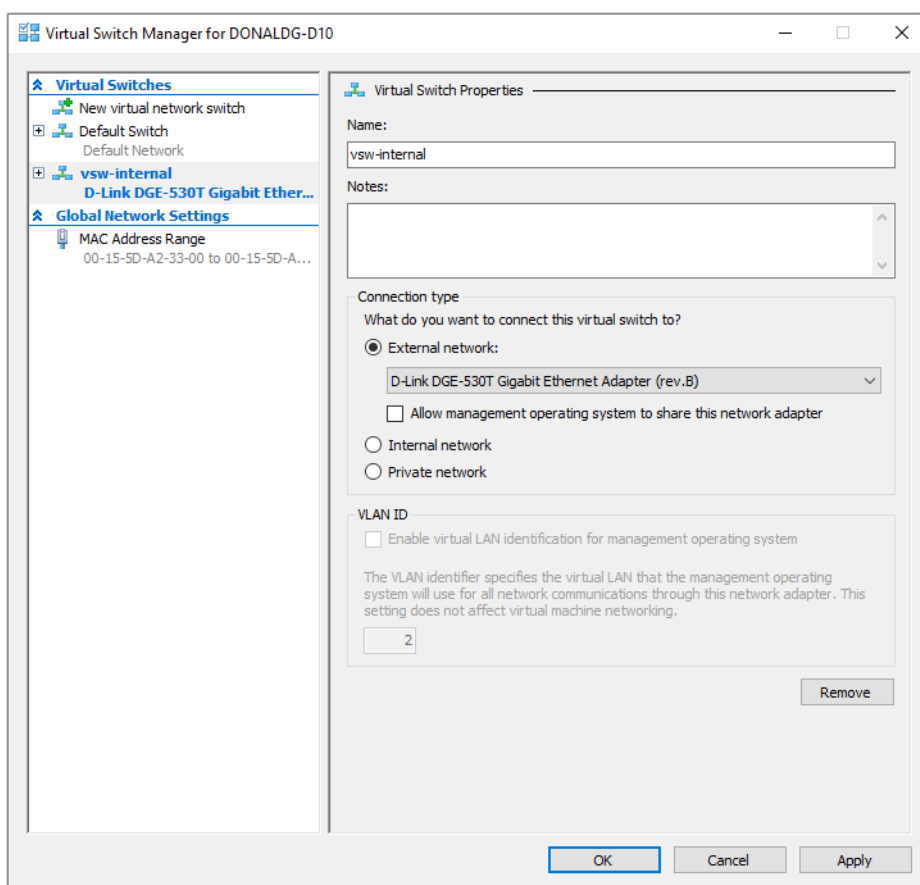 Virtual Switch Manager for DONALDG-D10
Virtual Switches
New virtual network switch
Default Switch
Default Network
vsw-internal
D-Link DGE-530T Gigabit Ether...
Global Network Settings
MAC Address Range
00-15-5D-A2-33-00 to 00-15-5D-A...
Virtual Switch Properties
Name:
vsw-internal
Notes:
Connection type
What do you want to connect this virtual switch to?
External network:
D-Link DGE-530T Gigabit Ethernet Adapter (rev.B)
Allow management operating system to share this network adapter
Internal network
Private network
VLAN ID
Enable virtual LAN identification for management operating system
The VLAN identifier specifies the virtual LAN that the management operating
system will use for all network communications through this network adapter. This
setting does not affect virtual machine networking.
2
Remove
OK
Cancel
Apply